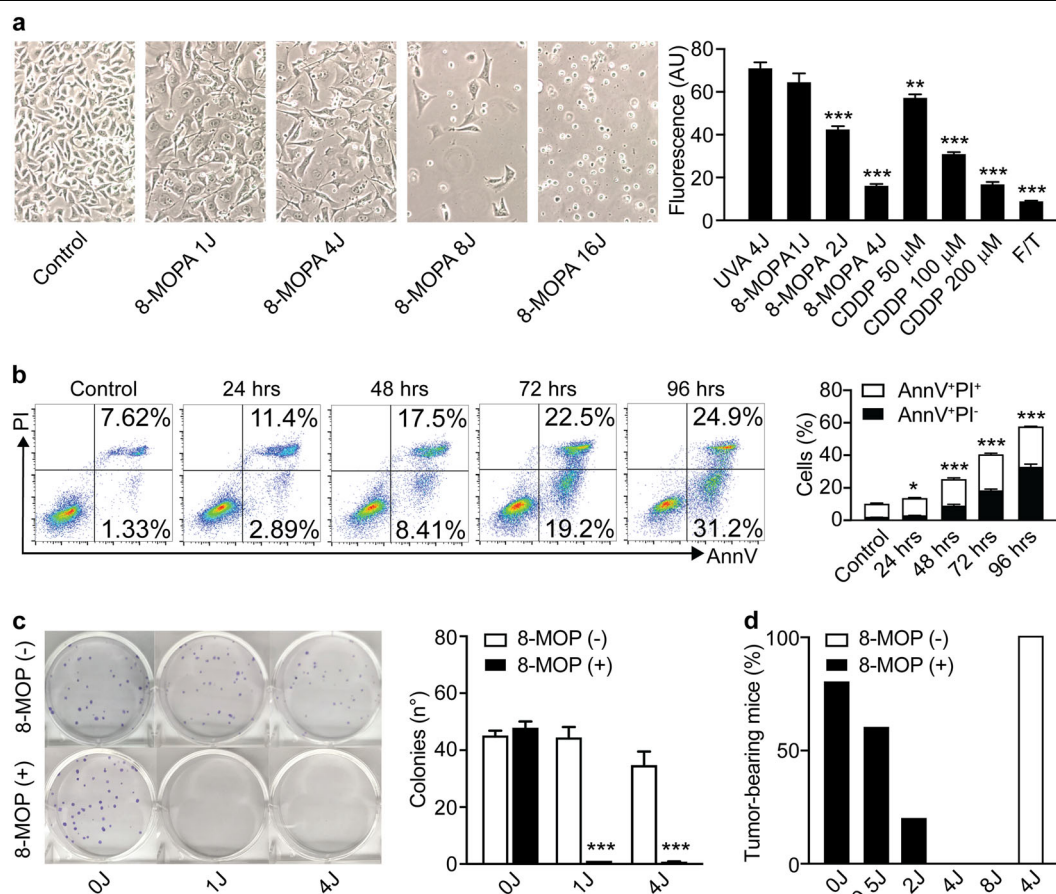 a
Control
8-MOPA 1J
8-MOPA 4J
8-MOPA 8J
8-MOPA 16J
Fluorescence (AU)
80
60
40
20
0
**
***
***
***
***
***
UVA 4J
8-MOPA1J
8-MOPA 2J
8-MOPA 4J
CDDP 50 µM
CDDP 100 µM
CDDP 200 µM
F/T
b
Control
24 hrs
48 hrs
72 hrs
96 hrs
PI
7.62%
11.4%
17.5%
22.5%
24.9%
1.33%
2.89%
8.41%
19.2%
31.2%
AnnV
Cells (%)
80
60
40
20
0
AnnV⁺PI⁺
AnnV⁺PI⁻
*
***
***
***
Control
24 hrs
48 hrs
72 hrs
96 hrs
c
8-MOP (-)
8-MOP (+)
0J
1J
4J
Colonies (n°)
80
60
40
20
0
8-MOP (-)
8-MOP (+)
***
***
0J
1J
4J
d
Tumor-bearing mice (%)
100
50
0
8-MOP (-)
8-MOP (+)
0J
2J
4J
8J
4J